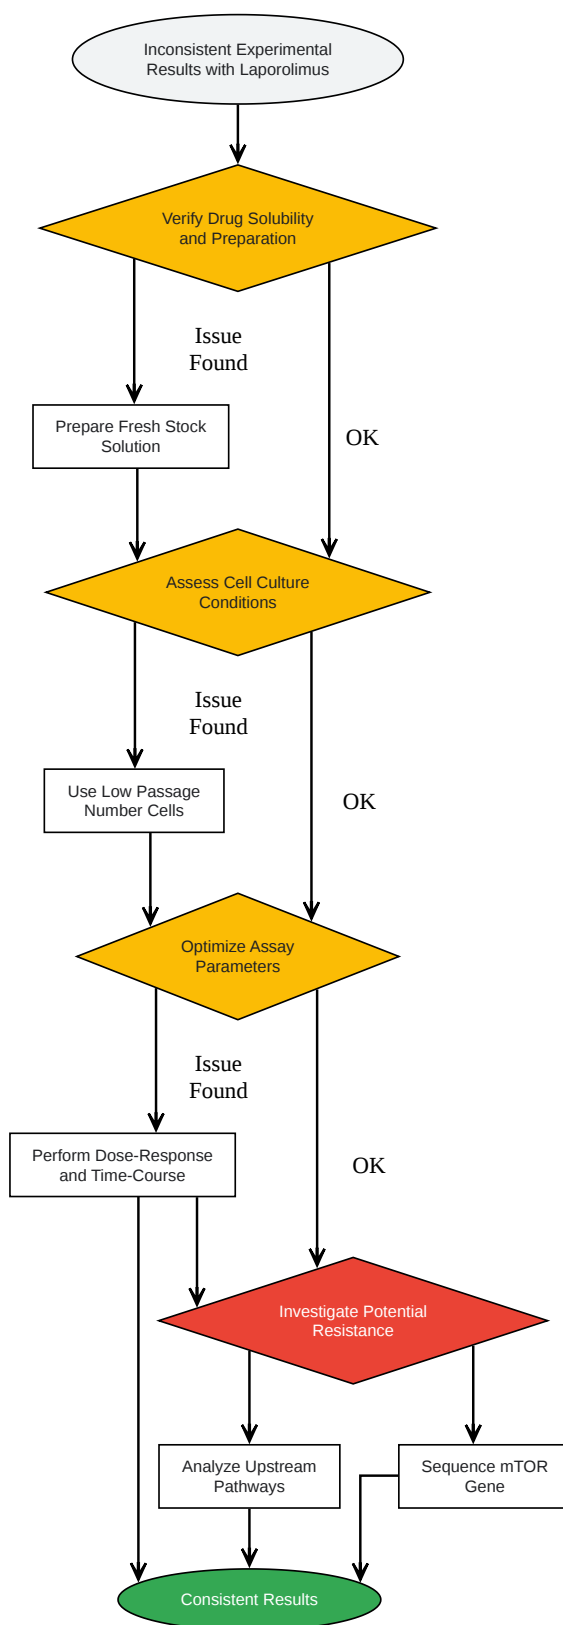 Inconsistent Experimental
Results with Laporolimus
Verify Drug Solubility
and Preparation
Issue
Found
Prepare Fresh Stock
Solution
OK
Assess Cell Culture
Conditions
Issue
Found
Use Low Passage
Number Cells
OK
Optimize Assay
Parameters
Issue
Found
Perform Dose-Response
and Time-Course
OK
Investigate Potential
Resistance
Analyze Upstream
Pathways
Sequence mTOR
Gene
Consistent Results